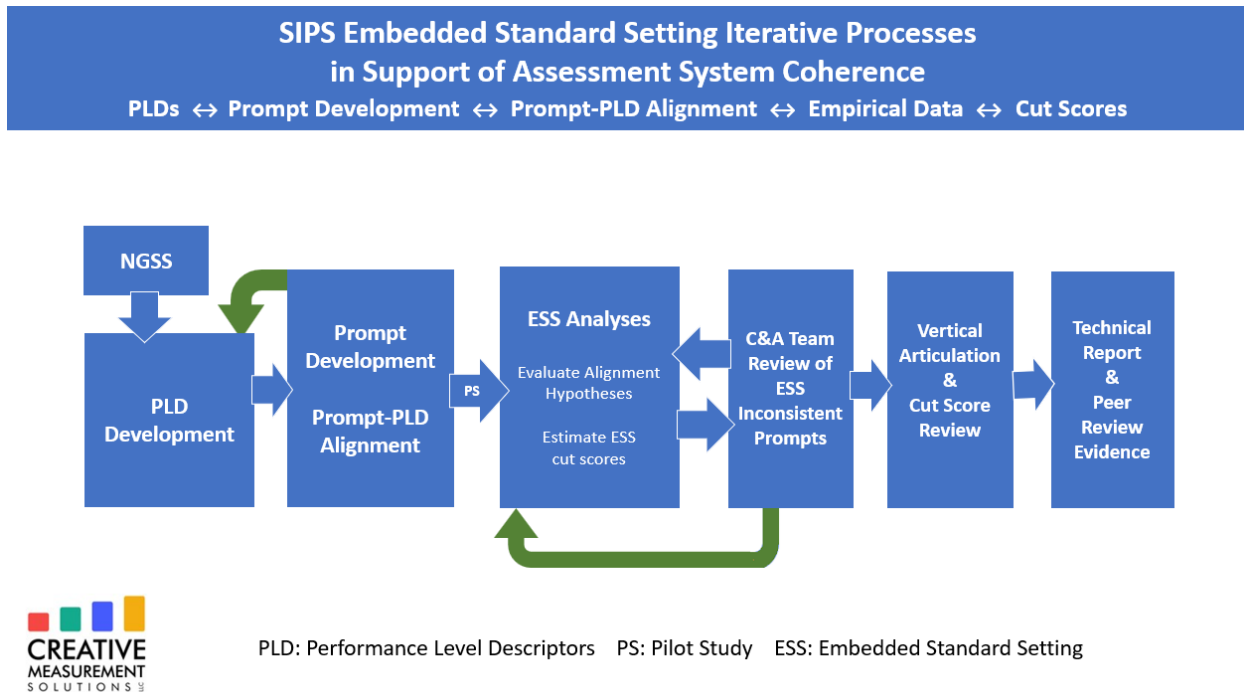 SIPS Embedded Standard Setting Iterative Processes
in Support of Assessment System Coherence
PLDs ↔ Prompt Development ↔ Prompt-PLD Alignment ↔ Empirical Data ↔ Cut Scores
NGSS
PLD
Development
Prompt
Development
Prompt-PLD
Alignment
PS
ESS Analyses
Evaluate Alignment
Hypotheses
Estimate ESS
cut scores
C&A Team
Review of
ESS
Inconsistent
Prompts
Vertical
Articulation
&
Cut Score
Review
Technical
Report
&
Peer
Review
Evidence
CREATIVE
MEASUREMENT
SOLUTIONS LLC
PLD: Performance Level Descriptors PS: Pilot Study ESS: Embedded Standard Setting